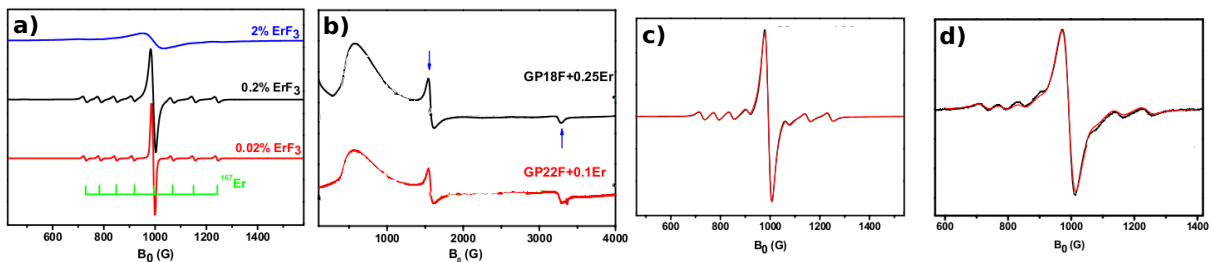 a)
2% ErF₃
0.2% ErF₃
0.02% ErF₃
¹⁶⁷Er
600 800 1000 1200 1400
B₀ (G)
b)
GP18F+0.25Er
GP22F+0.1Er
1000 2000 3000 4000
B₀ (G)
c)
600 800 1000 1200 1400
B₀ (G)
d)
600 800 1000 1200 1400
B₀ (G)